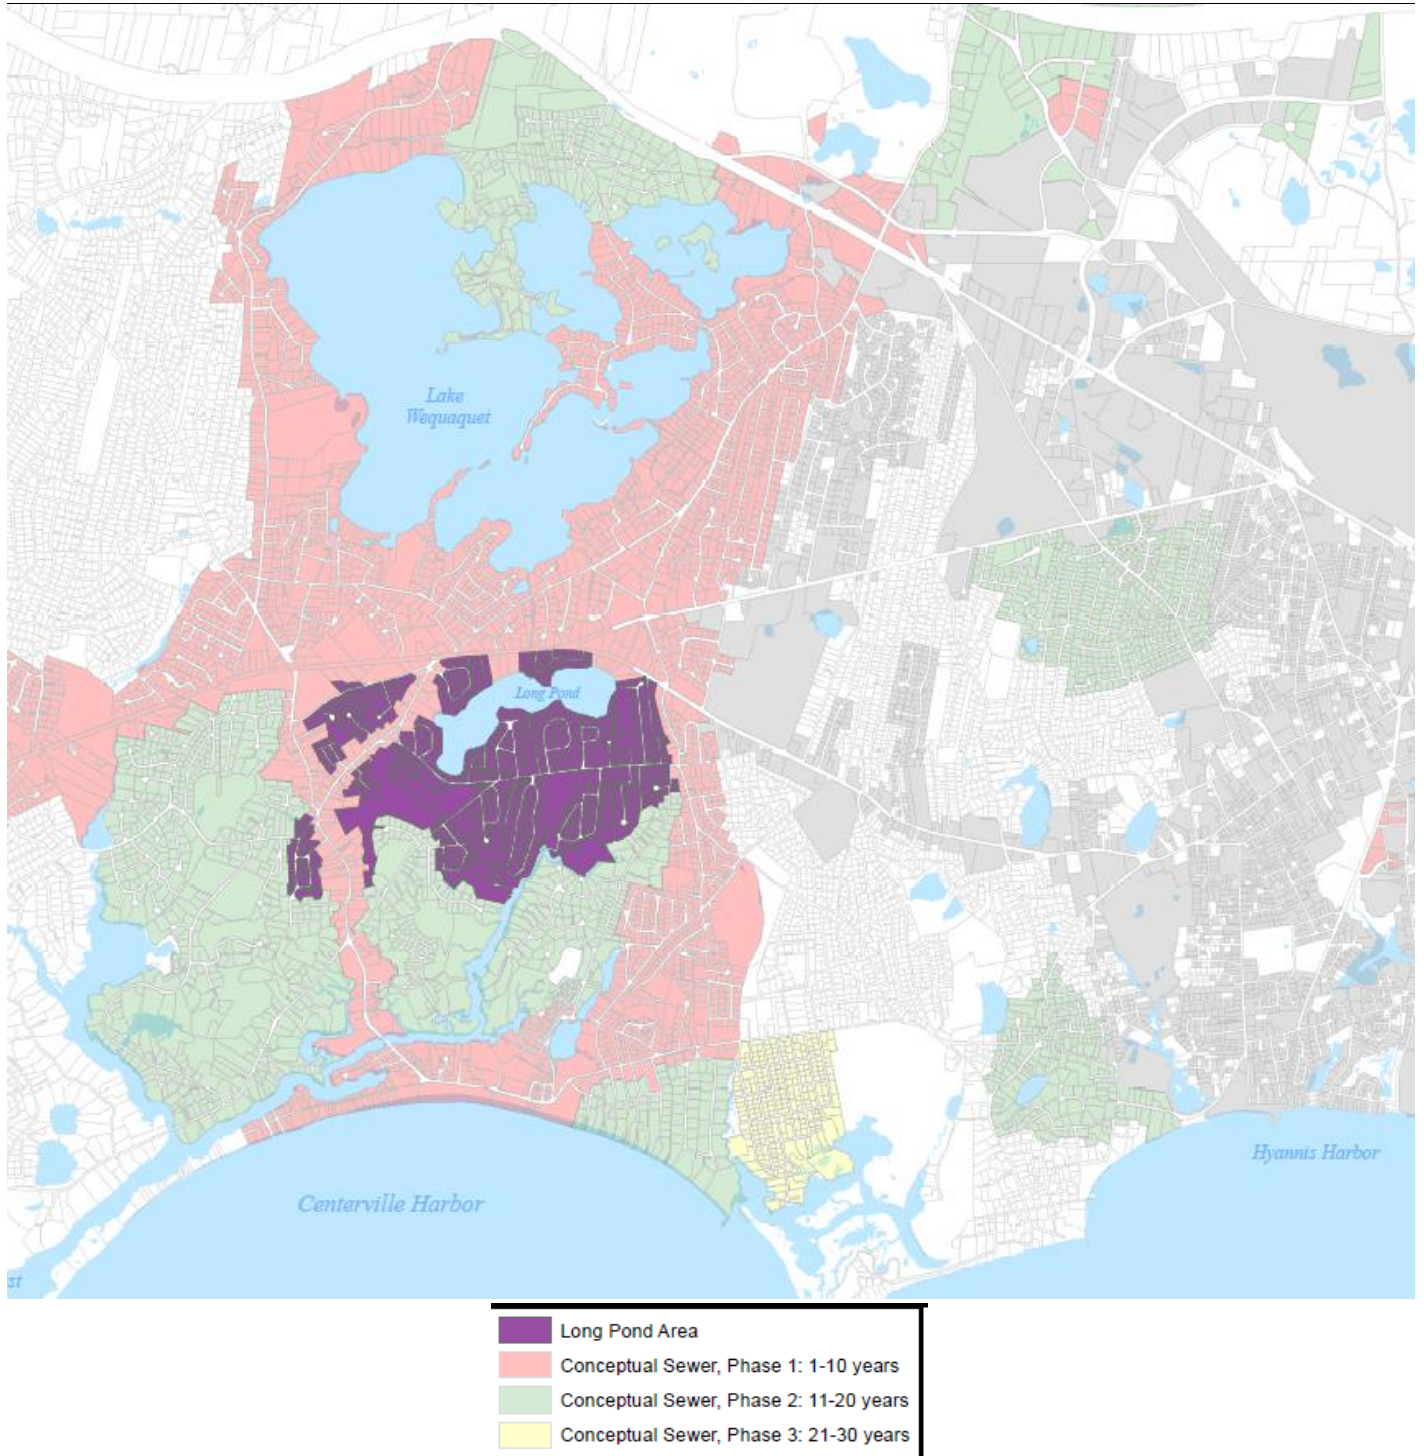 Lake
Wequaquet
Long Pond
Hyannis Harbor
Centerville Harbor
st
Long Pond Area
Conceptual Sewer, Phase 1: 1-10 years
Conceptual Sewer, Phase 2: 11-20 years
Conceptual Sewer, Phase 3: 21-30 years